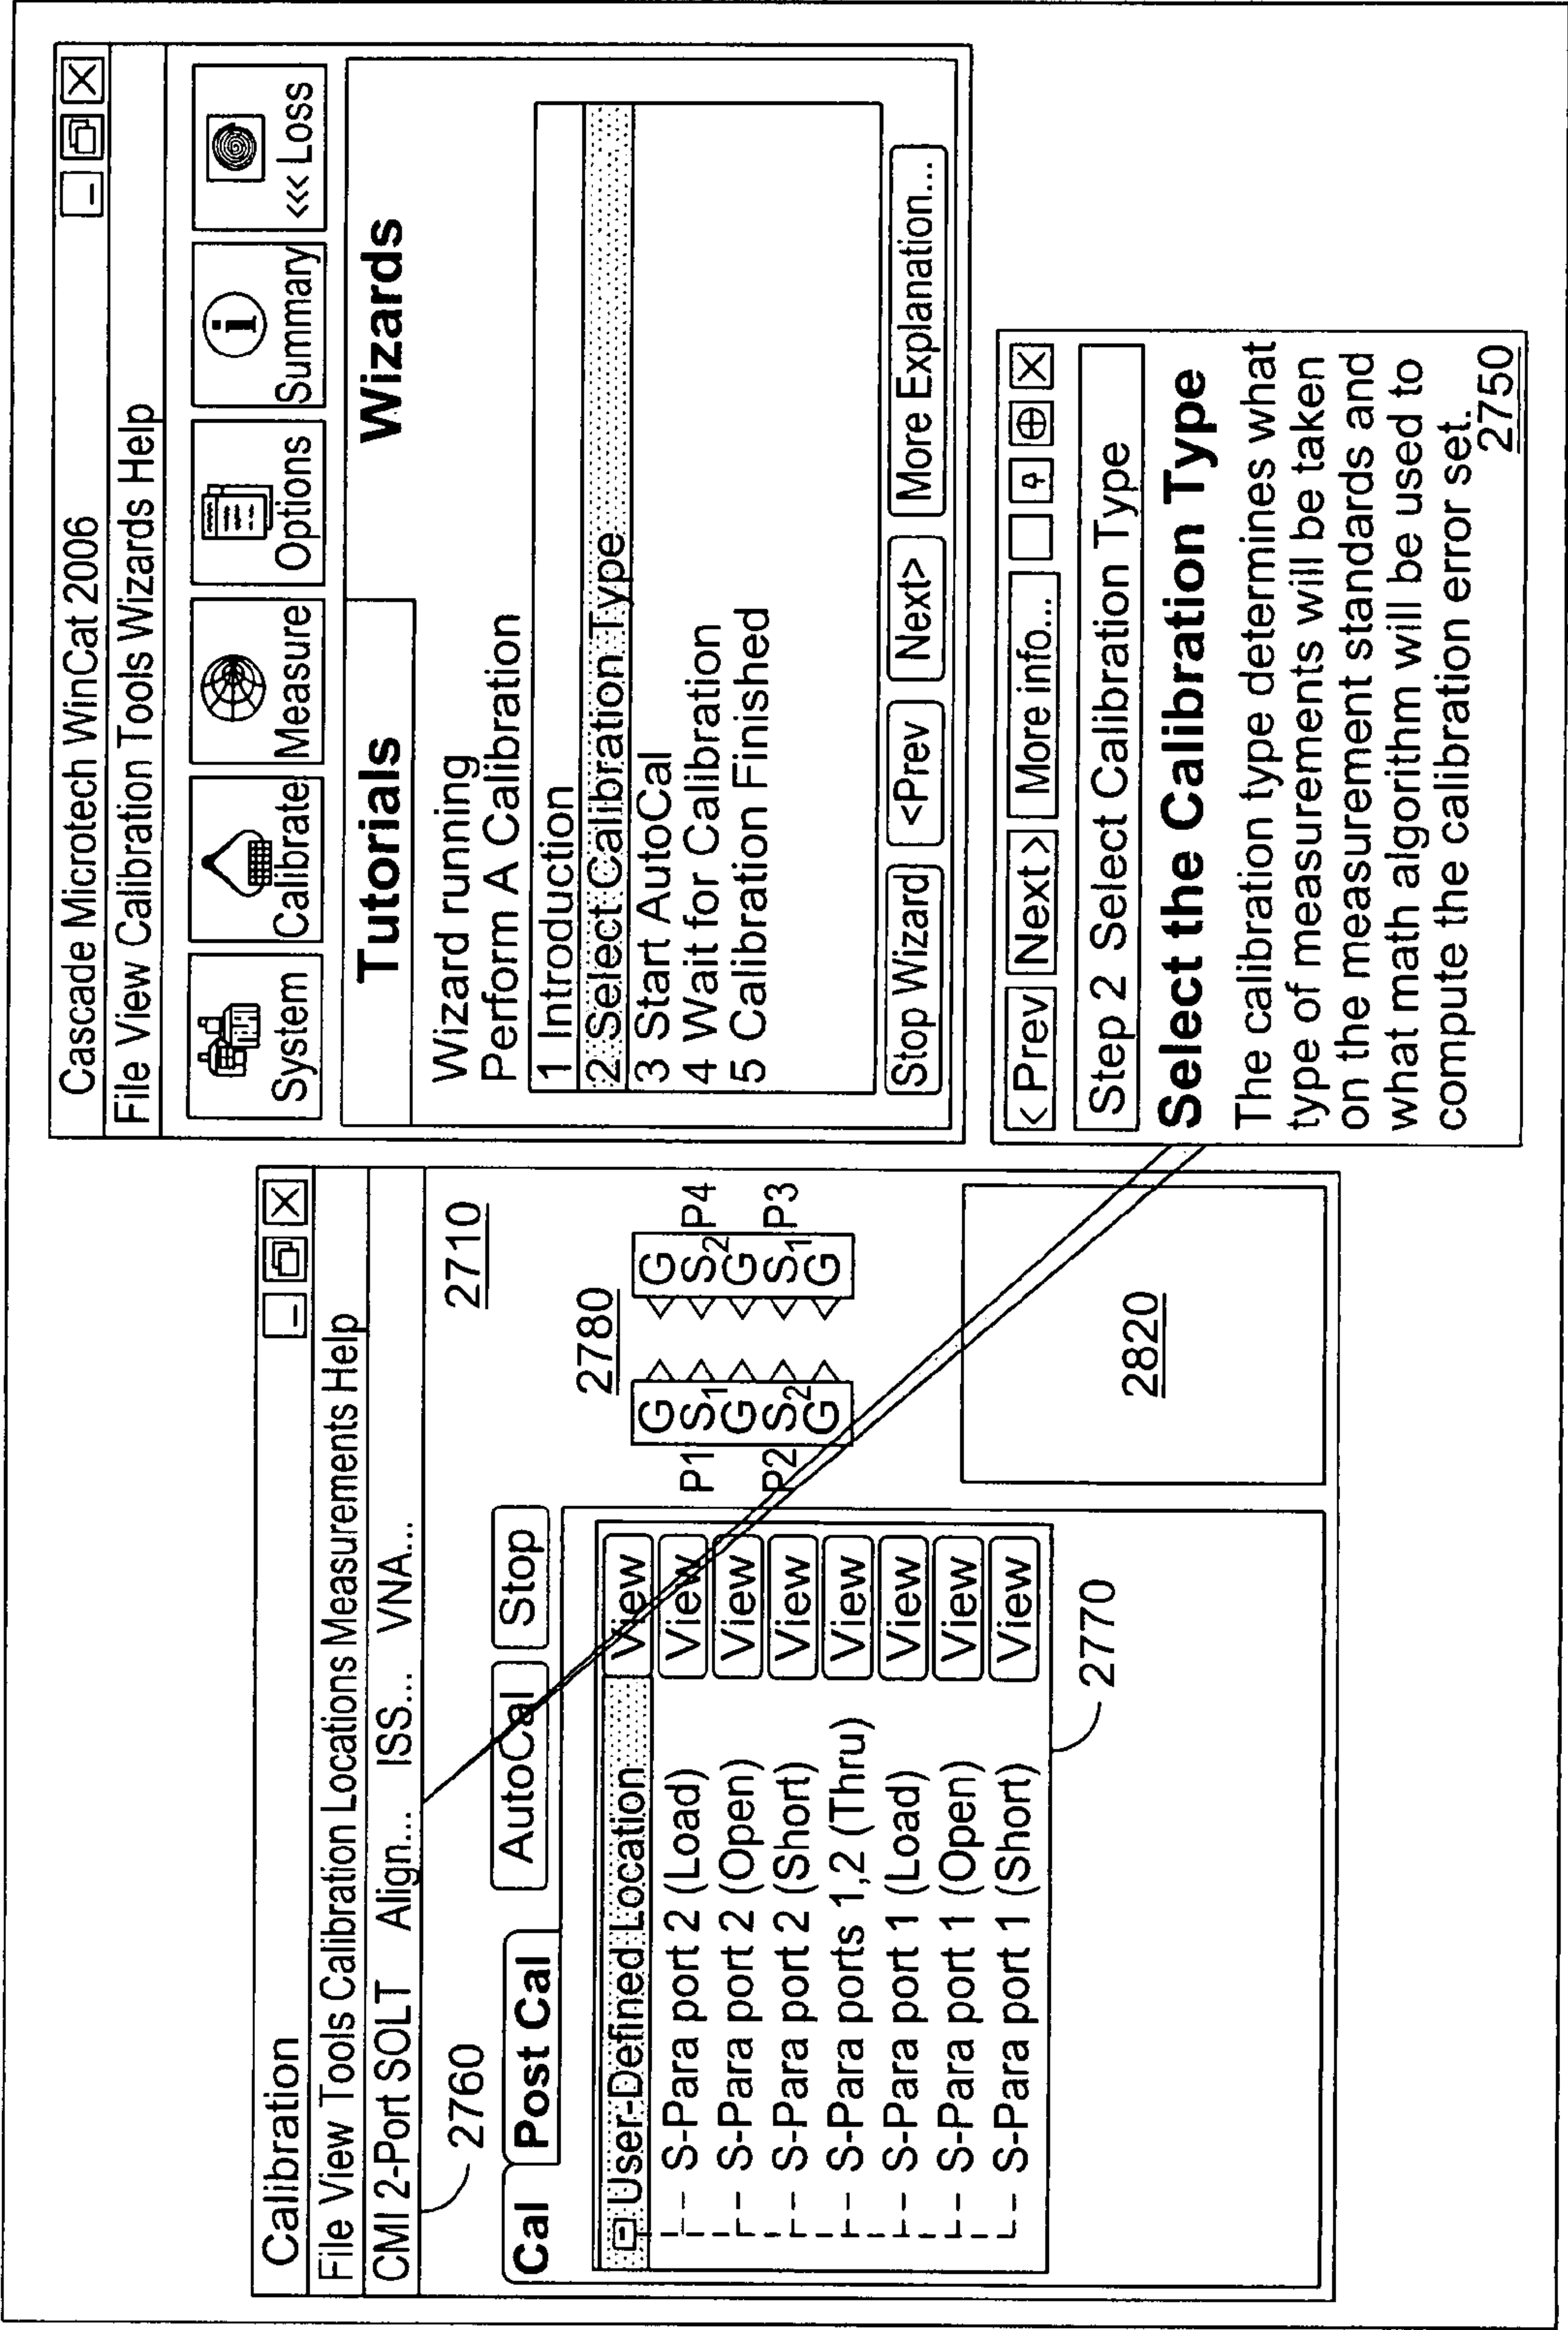 Calibration
File View Tools Calibration Locations Measurements Help
CMI 2-Port SOLT Align... ISS... VNA...
2760
2710
Cal Post Cal AutoCal Stop
User-Defined Location View
S-Para port 2 (Load) View
S-Para port 2 (Open) View
S-Para port 2 (Short) View
S-Para ports 1,2 (Thru) View
S-Para port 1 (Load) View
S-Para port 1 (Open) View
S-Para port 1 (Short) View
2770
2780
G G
P1 S1 S2 P4
G G
P2 S2 S1 P3
G G
2820
Cascade Microtech WinCat 2006
File View Calibration Tools Wizards Help
System Calibrate Measure Options Summary <<< Loss
Tutorials Wizards
Wizard running
Perform A Calibration
1 Introduction
2 Select Calibration Type
3 Start AutoCal
4 Wait for Calibration
5 Calibration Finished
Stop Wizard <Prev Next> More Explanation...
< Prev Next > More info...
Step 2 Select Calibration Type
Select the Calibration Type
The calibration type determines what
type of measurements will be taken
on the measurement standards and
what math algorithm will be used to
compute the calibration error set.
2750